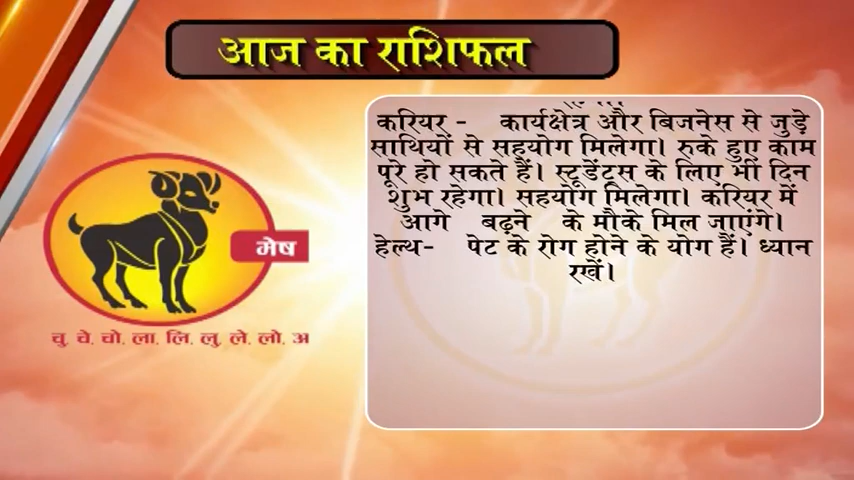 आज का राशिफल
करियर - कार्यक्षेत्र और बिजनेस से जुड़े
साथियों से सहयोग मिलेगा। रुके हुए काम
पूरे हो सकते हैं। स्टूडेंट्स के लिए भी दिन
शुभ रहेगा। सहयोग मिलेगा। करियर में
आगे बढ़ने के मौके मिल जाएंगे।
हेल्थ- पेट के रोग होने के योग हैं। ध्यान
रखें।
मेष
चु, चे, चो, ला, लि, लु, ले, लो, अ